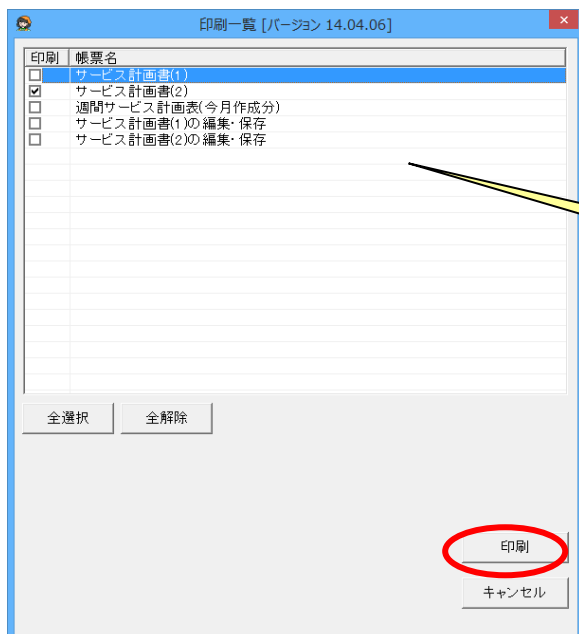 印刷一覧 [バージョン 14.04.06]
印刷 帳票名
サービス計画書(1)
サービス計画書(2)
週間サービス計画表(今月作成分)
サービス計画書(1)の編集・保存
サービス計画書(2)の編集・保存
全選択 全解除
印刷
キャンセル